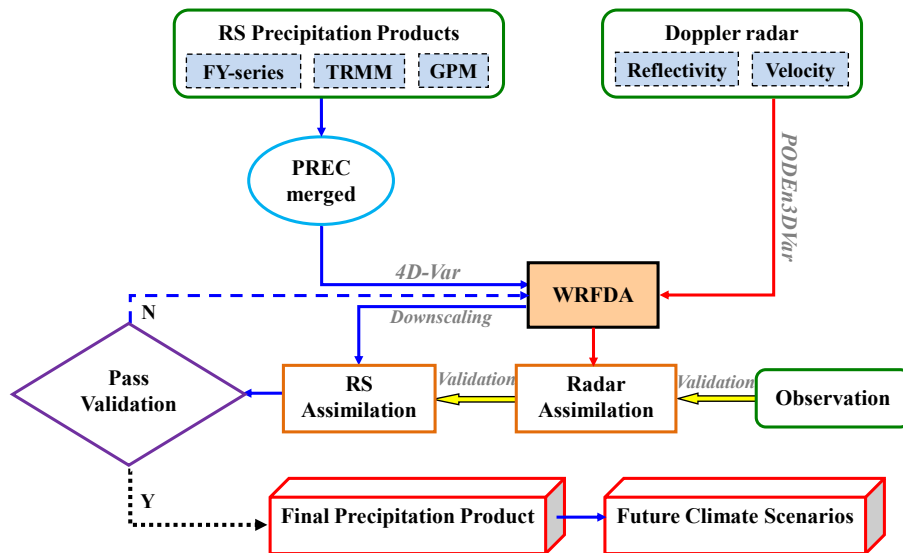 RS Precipitation Products
FY-series
TRMM
GPM
Doppler radar
Reflectivity
Velocity
PREC
merged
PODEn3DVar
4D-Var
WRFDA
N
Downscaling
Pass
Validation
RS
Assimilation
Validation
Radar
Assimilation
Validation
Observation
Y
Final Precipitation Product
Future Climate Scenarios